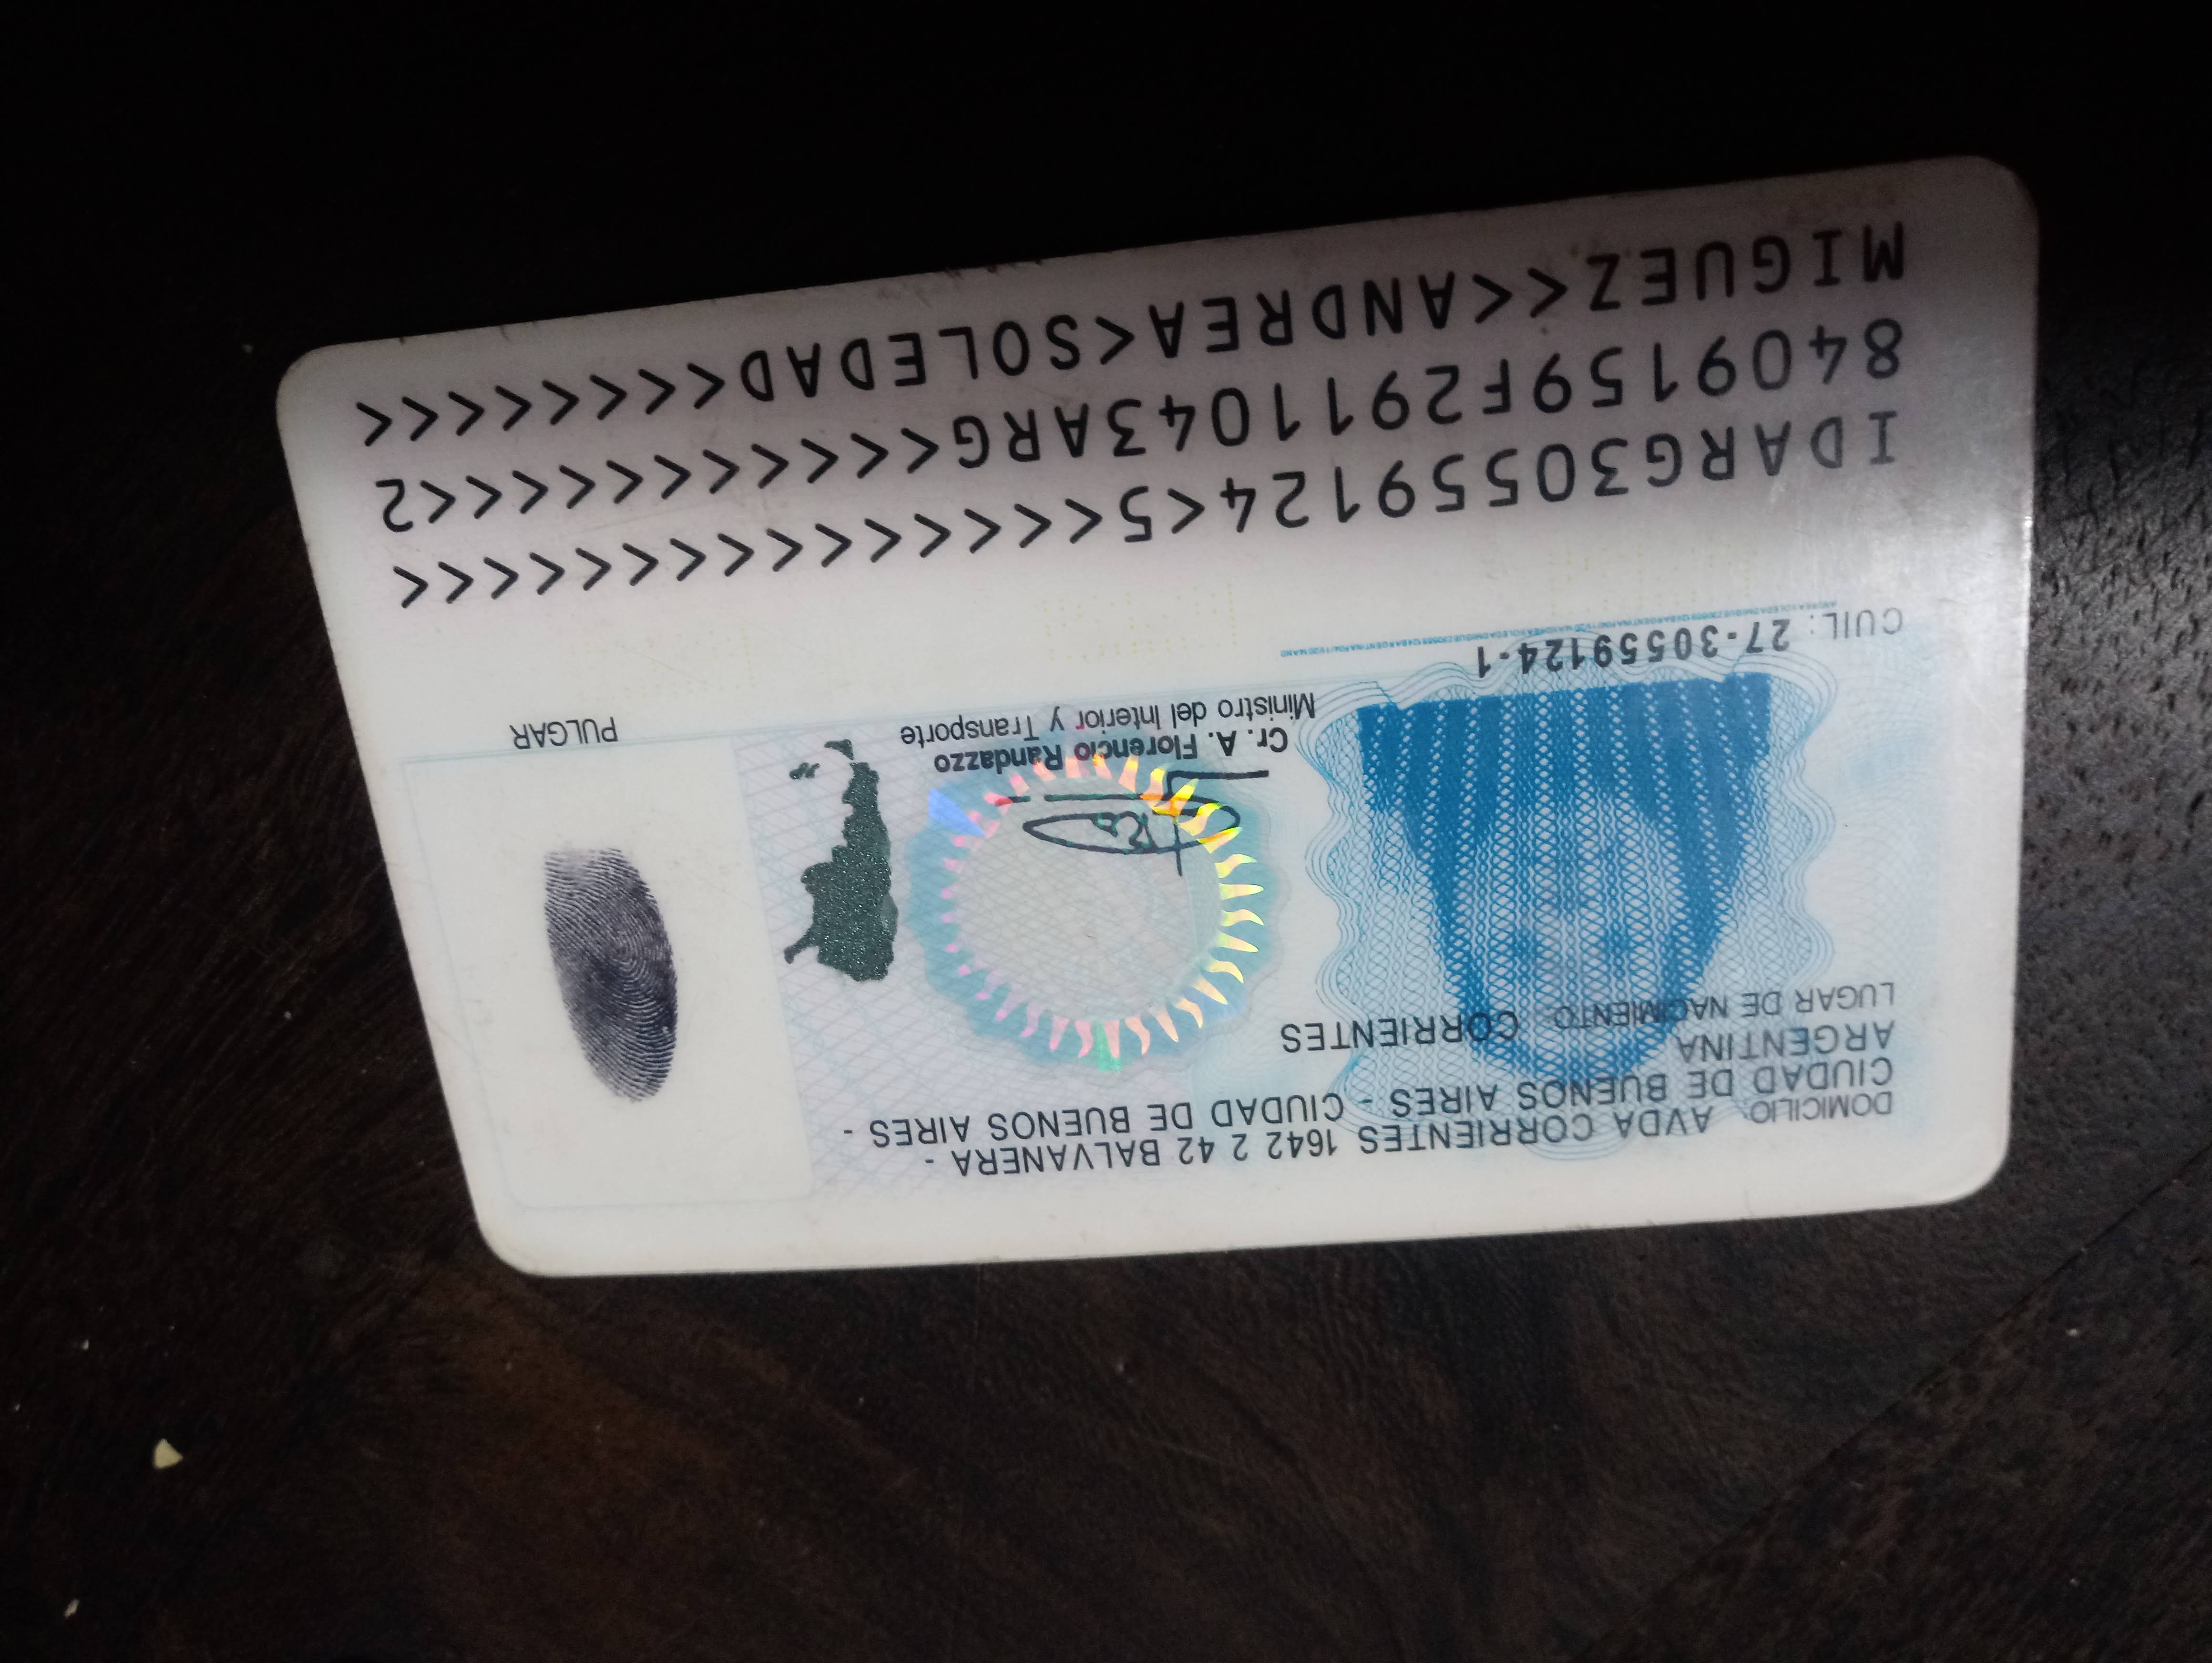 DOMICILIO: AVDA CORRIENTES 1642 2 42 BALVANERA -
CIUDAD DE BUENOS AIRES - CIUDAD DE BUENOS AIRES -
ARGENTINA
LUGAR DE NACIMIENTO: CORRIENTES
Cr. A. Florencio Randazzo
Ministro del Interior y Transporte
PULGAR
CUIL: 27-30559124-1
IDARG30559124<5<<<<<<<<<<<<<<<
8409159F2911043ARG<<<<<<<<<<<2
MIGUEZ<<ANDREA<SOLEDAD<<<<<<<<